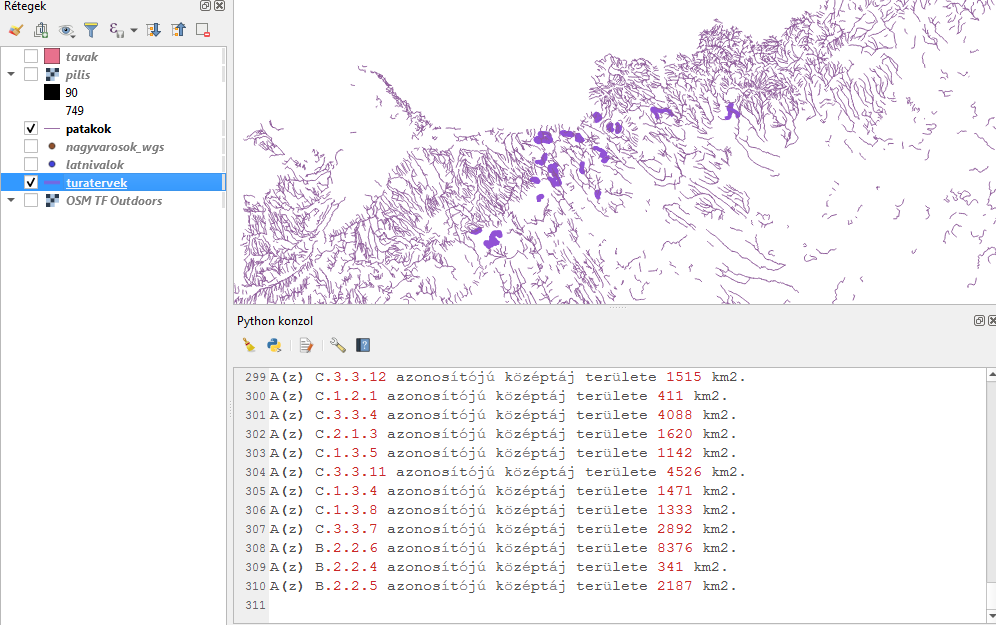 Rétegek
tavak
pilis
90
749
patakok
nagyvarosok_wgs
latnivalok
turatervek
OSM TF Outdoors
Python konzol
299 A(z) C.3.3.12 azonosítójú középtáj területe 1515 km2.
300 A(z) C.1.2.1 azonosítójú középtáj területe 411 km2.
301 A(z) C.3.3.4 azonosítójú középtáj területe 4088 km2.
302 A(z) C.2.1.3 azonosítójú középtáj területe 1620 km2.
303 A(z) C.1.3.5 azonosítójú középtáj területe 1142 km2.
304 A(z) C.3.3.11 azonosítójú középtáj területe 4526 km2.
305 A(z) C.1.3.4 azonosítójú középtáj területe 1471 km2.
306 A(z) C.1.3.8 azonosítójú középtáj területe 1333 km2.
307 A(z) C.3.3.7 azonosítójú középtáj területe 2892 km2.
308 A(z) B.2.2.6 azonosítójú középtáj területe 8376 km2.
309 A(z) B.2.2.4 azonosítójú középtáj területe 341 km2.
310 A(z) B.2.2.5 azonosítójú középtáj területe 2187 km2.
311